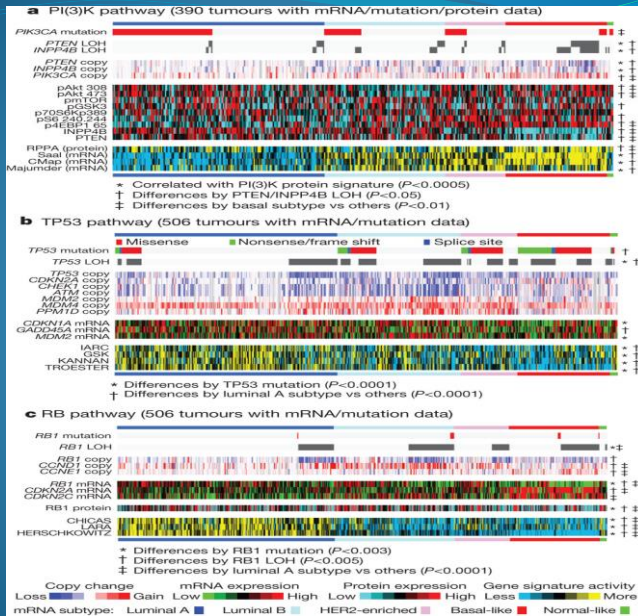 a PI(3)K pathway (390 tumours with mRNA/mutation/protein data)
PIK3CA mutation ‡
PTEN LOH * †
INPP4B LOH * †
PTEN copy * †
INPP4B copy * † ‡
PIK3CA copy * † ‡
pAkt 308
pAkt 473
pmTOR
pGSK3
p70S6Kp389
pS6 240.244
p4EBP1 65
INPP4B
PTEN
RPPA (protein)
Saal (mRNA)
CMap (mRNA)
Majumder (mRNA)
* Correlated with PI(3)K protein signature (P<0.0005)
† Differences by PTEN/INPP4B LOH (P<0.05)
‡ Differences by basal subtype vs others (P<0.01)
b TP53 pathway (506 tumours with mRNA/mutation data)
Missense Nonsense/frame shift Splice site
TP53 mutation †
TP53 LOH * †
TP53 copy
CDKN2A copy
CHEK1 copy
ATM copy
MDM2 copy
MDM4 copy
PPM1D copy
CDKN1A mRNA
GADD45A mRNA
MDM2 mRNA
IARC * †
GSK * †
KANNAN * †
TROESTER * †
* Differences by TP53 mutation (P<0.0001)
† Differences by luminal A subtype vs others (P<0.0001)
c RB pathway (506 tumours with mRNA/mutation data)
RB1 mutation
RB1 LOH *‡
RB1 copy †
CCND1 copy † ‡
CCNE1 copy † ‡
RB1 mRNA * † ‡
CDKN2A mRNA † ‡
CDKN2C mRNA ‡
RB1 protein * † ‡
CHICAS * † ‡
LARA * † ‡
HERSCHKOWITZ * † ‡
* Differences by RB1 mutation (P<0.003)
† Differences by RB1 LOH (P<0.005)
‡ Differences by luminal A subtype vs others (P<0.0001)
Copy change mRNA expression Protein expression Gene signature activity
Loss Gain Low High Low High Less More
mRNA subtype: Luminal A Luminal B HER2-enriched Basal-like Normal-like